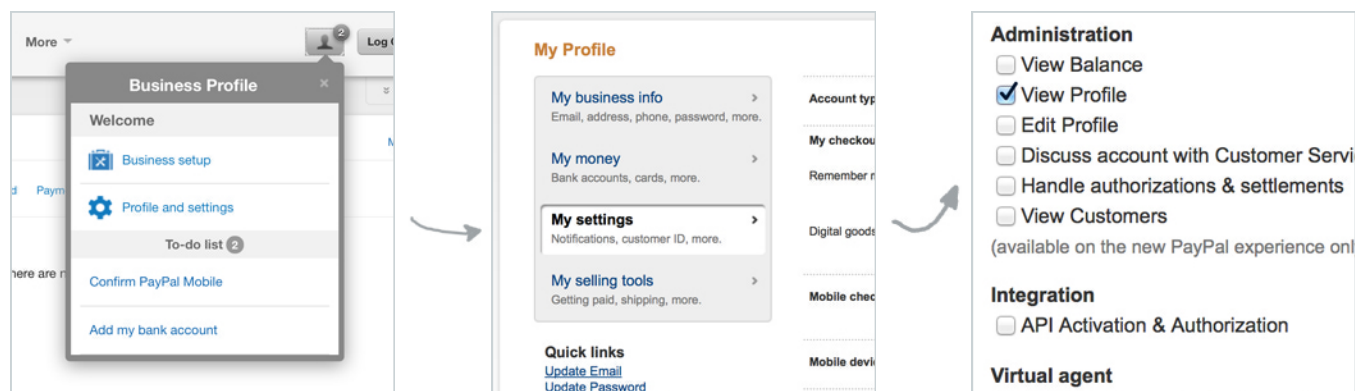 More
2
Log
Business Profile
×
Welcome
Business setup
Profile and settings
To-do list 2
Confirm PayPal Mobile
Add my bank account
here are
My Profile
My business info
Email, address, phone, password, more.
My money
Bank accounts, cards, more.
My settings
Notifications, customer ID, more.
My selling tools
Getting paid, shipping, more.
Quick links
Update Email
Update Password
Account typ
My checkou
Remember
Digital goods
Mobile chec
Mobile devi
Administration
View Balance
View Profile
Edit Profile
Discuss account with Customer Servi
Handle authorizations & settlements
View Customers
(available on the new PayPal experience onl
Integration
API Activation & Authorization
Virtual agent